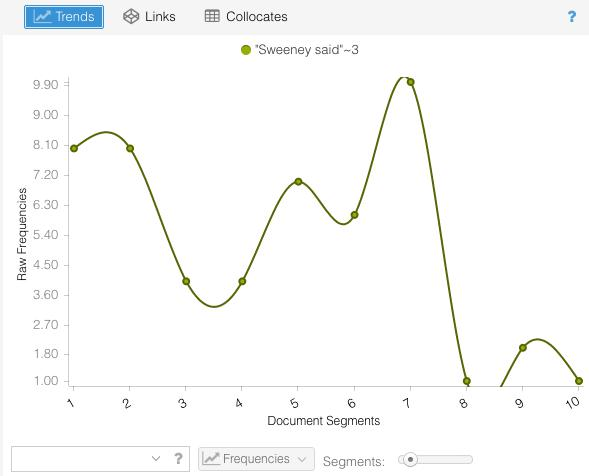 Trends Links Collocates ?
"Sweeney said"~3
9.90
9.00
8.10
7.20
6.30
5.40
4.50
3.60
2.70
1.80
1.00
Raw Frequencies
1 2 3 4 5 6 7 8 9 10
Document Segments
? Frequencies Segments: